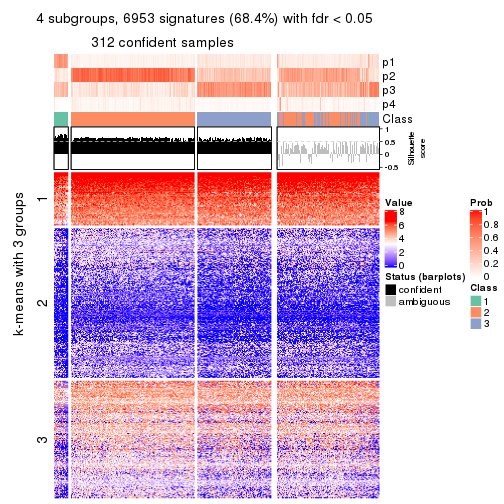 4 subgroups, 6953 signatures (68.4%) with fdr < 0.05
312 confident samples
p1
p2
p3
p4
Class
1
0.5
0
-0.5
Silhouette
score
k-means with 3 groups
1
2
3
Value
8
6
4
2
0
Status (barplots)
confident
ambiguous
Prob
1
0.8
0.6
0.4
0.2
0
Class
1
2
3